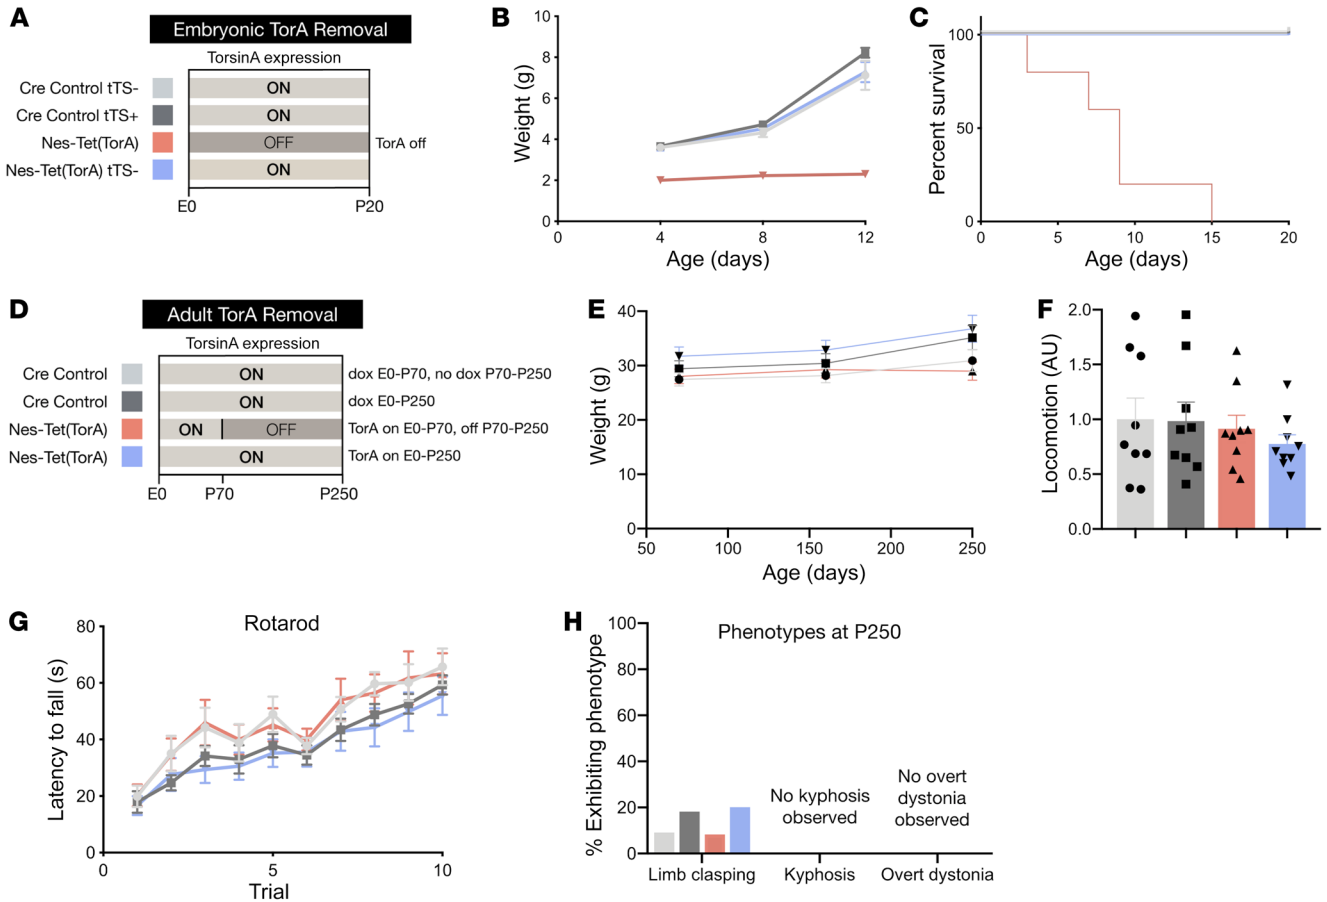 A
Embryonic TorA Removal
TorsinA expression
Cre Control tTS- ON
Cre Control tTS+ ON
Nes-Tet(TorA) OFF TorA off
Nes-Tet(TorA) tTS- ON
E0 P20
B
Weight (g)
10
8
6
4
2
0
0 4 8 12
Age (days)
C
Percent survival
100
50
0
0 5 10 15 20
Age (days)
D
Adult TorA Removal
TorsinA expression
Cre Control ON dox E0-P70, no dox P70-P250
Cre Control ON dox E0-P250
Nes-Tet(TorA) ON OFF TorA on E0-P70, off P70-P250
Nes-Tet(TorA) ON TorA on E0-P250
E0 P70 P250
E
Weight (g)
40
30
20
10
0
50 100 150 200 250
Age (days)
F
Locomotion (AU)
2.0
1.5
1.0
0.5
0.0
G
Rotarod
Latency to fall (s)
80
60
40
20
0
0 5 10
Trial
H
Phenotypes at P250
% Exhibiting phenotype
100
80
60
40
20
0
No kyphosis
observed
No overt
dystonia
observed
Limb clasping Kyphosis Overt dystonia